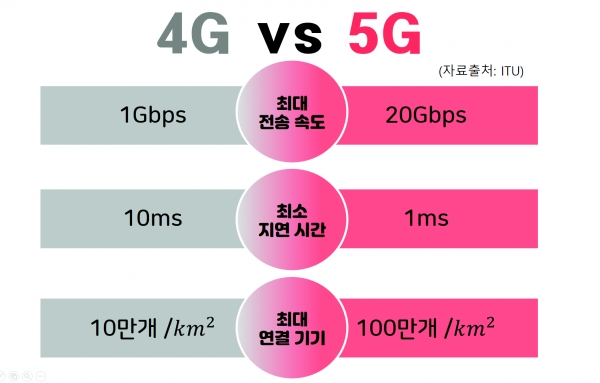 4G vs 5G
(자료출처: ITU)
1Gbps
최대
전송 속도
20Gbps
10ms
최소
지연 시간
1ms
10만개 /km²
최대
연결 기기
100만개 /km²